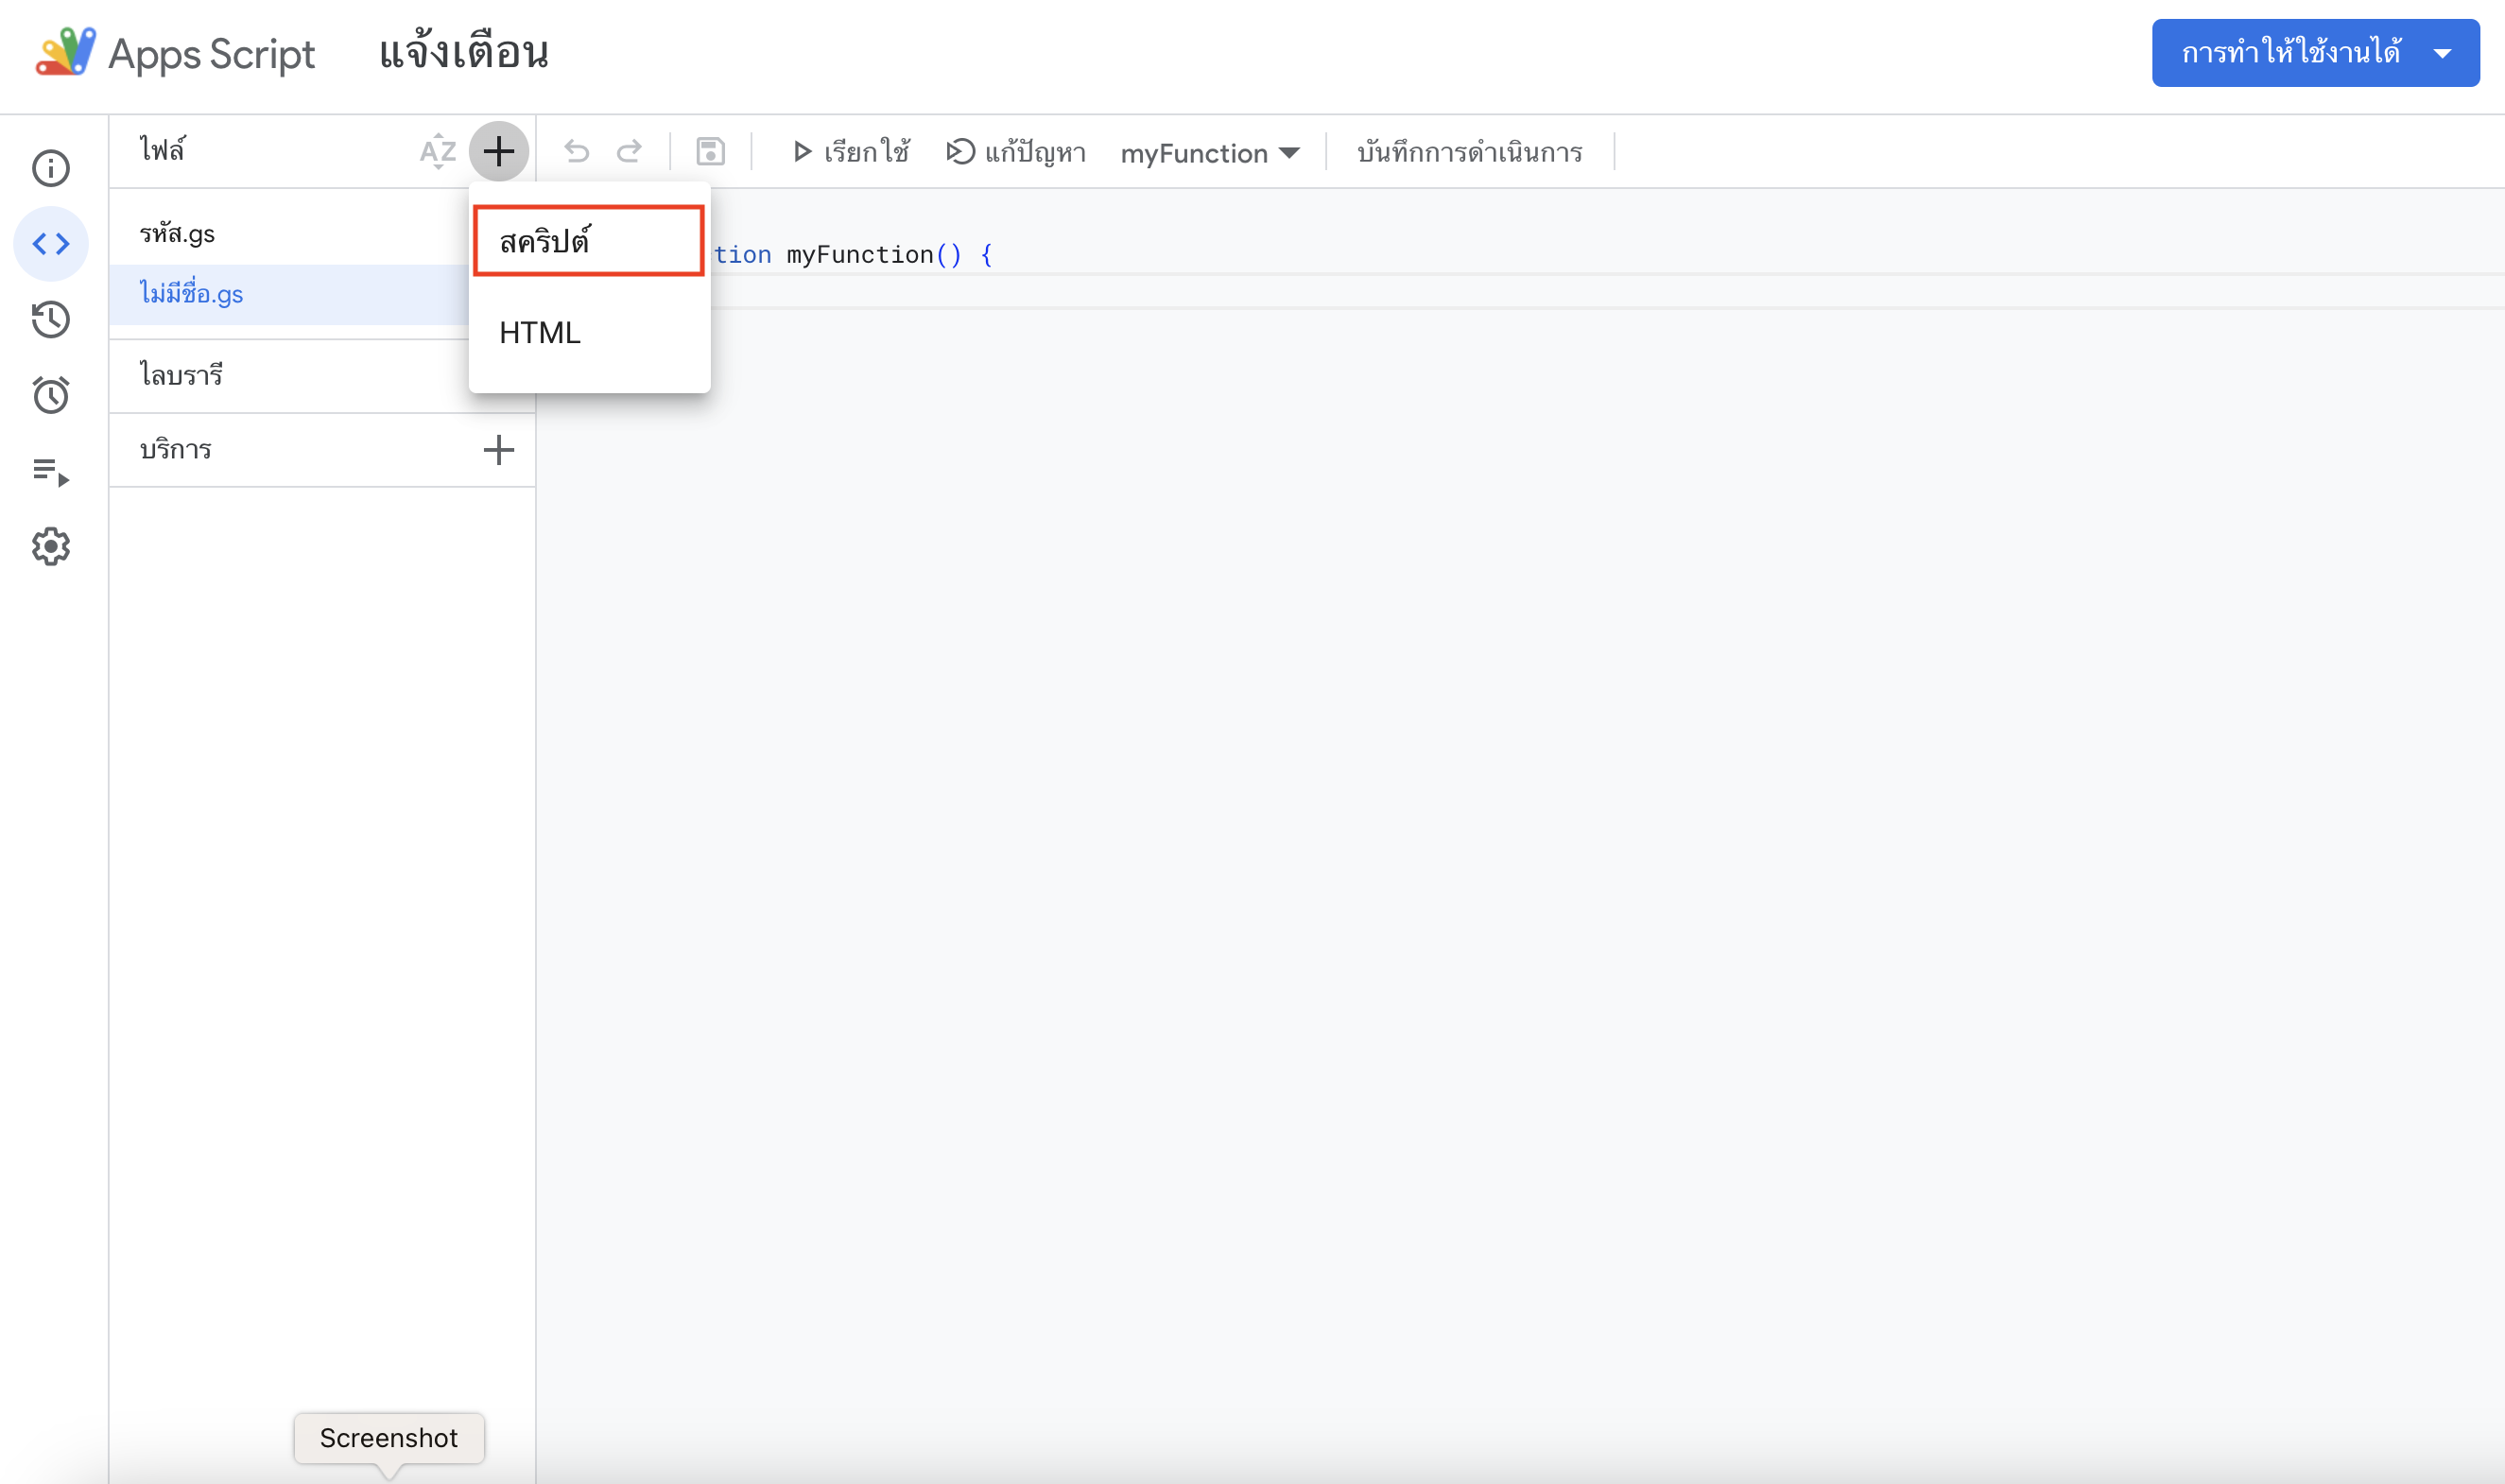 Apps Script
แจ้งเตือน
การทำให้ใช้งานได้
ไฟล์
AZ
เรียกใช้
แก้ปัญหา
myFunction
บันทึกการดำเนินการ
รหัส.gs
ไม่มีชื่อ.gs
สคริปต์
HTML
tion myFunction() {
ไลบรารี
บริการ
Screenshot